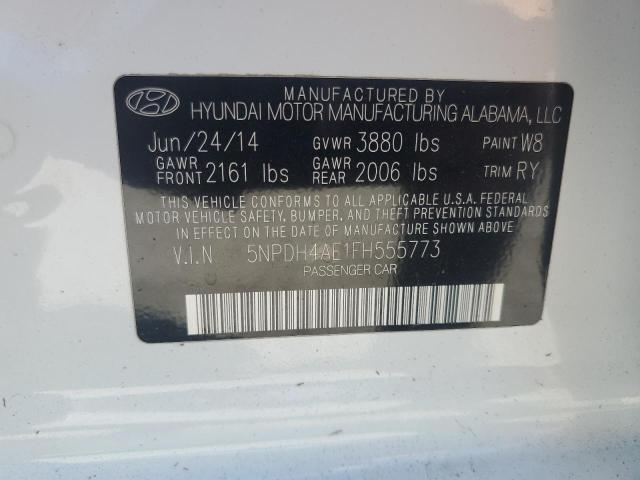 MANUFACTURED BY
HYUNDAI MOTOR MANUFACTURING ALABAMA, LLC
Jun/24/14 GVWR 3880 lbs PAINT W8
GAWR FRONT 2161 lbs GAWR REAR 2006 lbs TRIM RY
THIS VEHICLE CONFORMS TO ALL APPLICABLE U.S.A. FEDERAL
MOTOR VEHICLE SAFETY, BUMPER, AND THEFT PREVENTION STANDARDS
IN EFFECT ON THE DATE OF MANUFACTURE SHOWN ABOVE
V.I.N 5NPDH4AE1FH555773
PASSENGER CAR